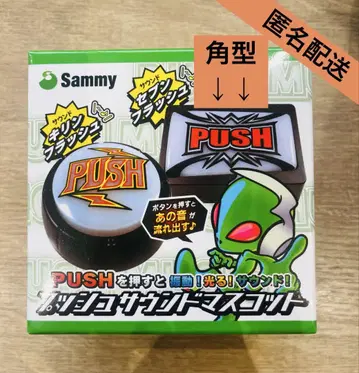 匿名配送
角型
↓↓
Sammy
サウンド
キリン
フラッシュ
サウンド
セブン
フラッシュ
PUSH
PUSH
ボタンを押すと
あの音が
流れ出す♪
PUSHを押すと振動!光る!サウンド!
プッシュサウンドマスコット